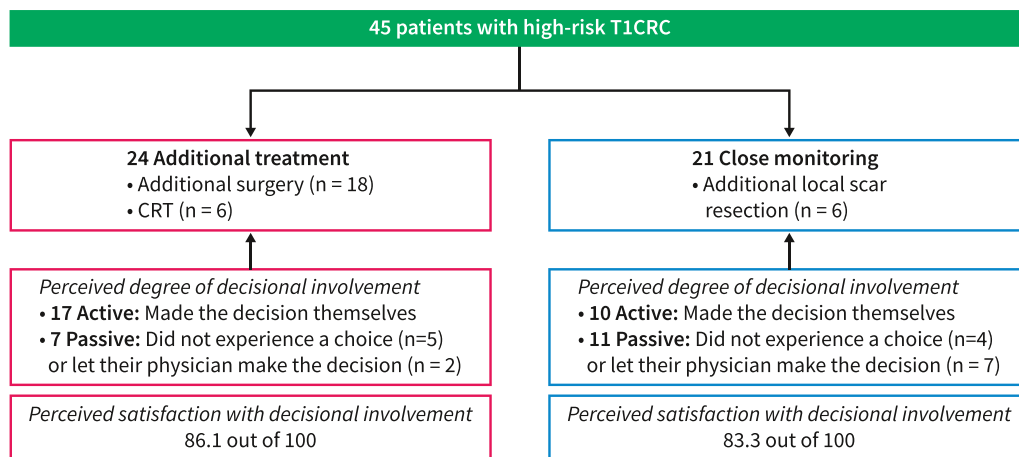 45 patients with high-risk T1CRC
24 Additional treatment
• Additional surgery (n = 18)
• CRT (n = 6)
21 Close monitoring
• Additional local scar
resection (n = 6)
Perceived degree of decisional involvement
• 17 Active: Made the decision themselves
• 7 Passive: Did not experience a choice (n=5)
or let their physician make the decision (n = 2)
Perceived degree of decisional involvement
• 10 Active: Made the decision themselves
• 11 Passive: Did not experience a choice (n=4)
or let their physician make the decision (n = 7)
Perceived satisfaction with decisional involvement
86.1 out of 100
Perceived satisfaction with decisional involvement
83.3 out of 100